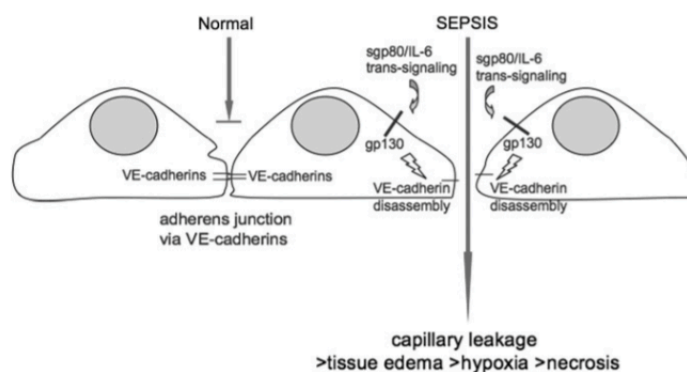 Normal
SEPSIS
sgp80/IL-6
trans-signaling
sgp80/IL-6
trans-signaling
gp130
gp130
VE-cadherins
VE-cadherins
VE-cadherin
disassembly
VE-cadherin
disassembly
adherens junction
via VE-cadherins
capillary leakage
>tissue edema >hypoxia >necrosis